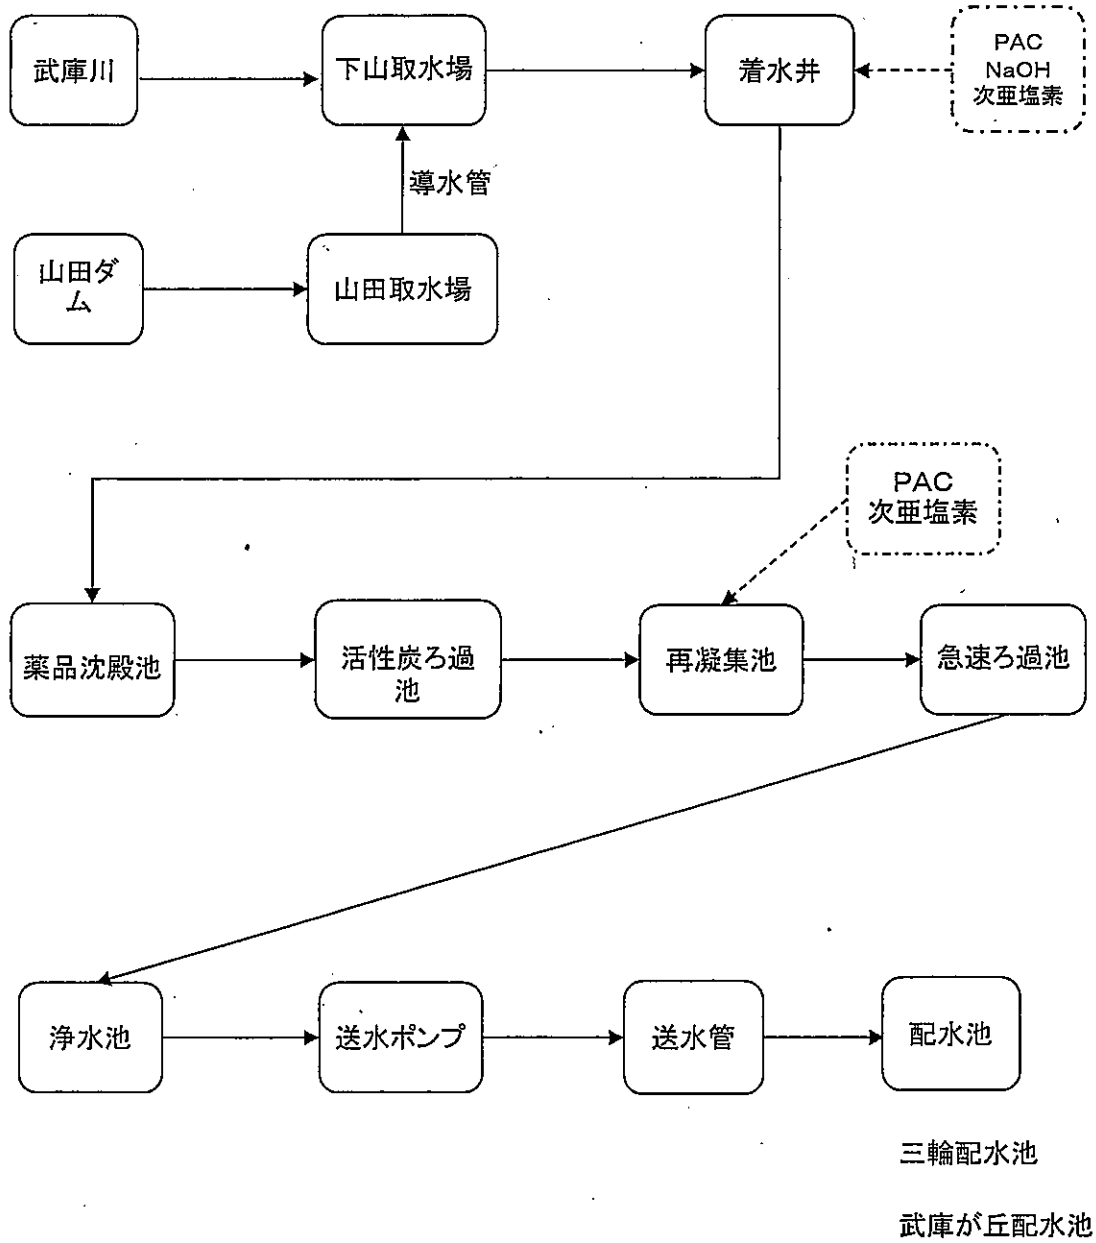 武庫川
下山取水場
着水井
PAC
NaOH
次亜塩素
導水管
山田ダ
ム
山田取水場
PAC
次亜塩素
薬品沈殿池
活性炭ろ過
池
再凝集池
急速ろ過池
浄水池
送水ポンプ
送水管
配水池
三輪配水池
武庫が丘配水池